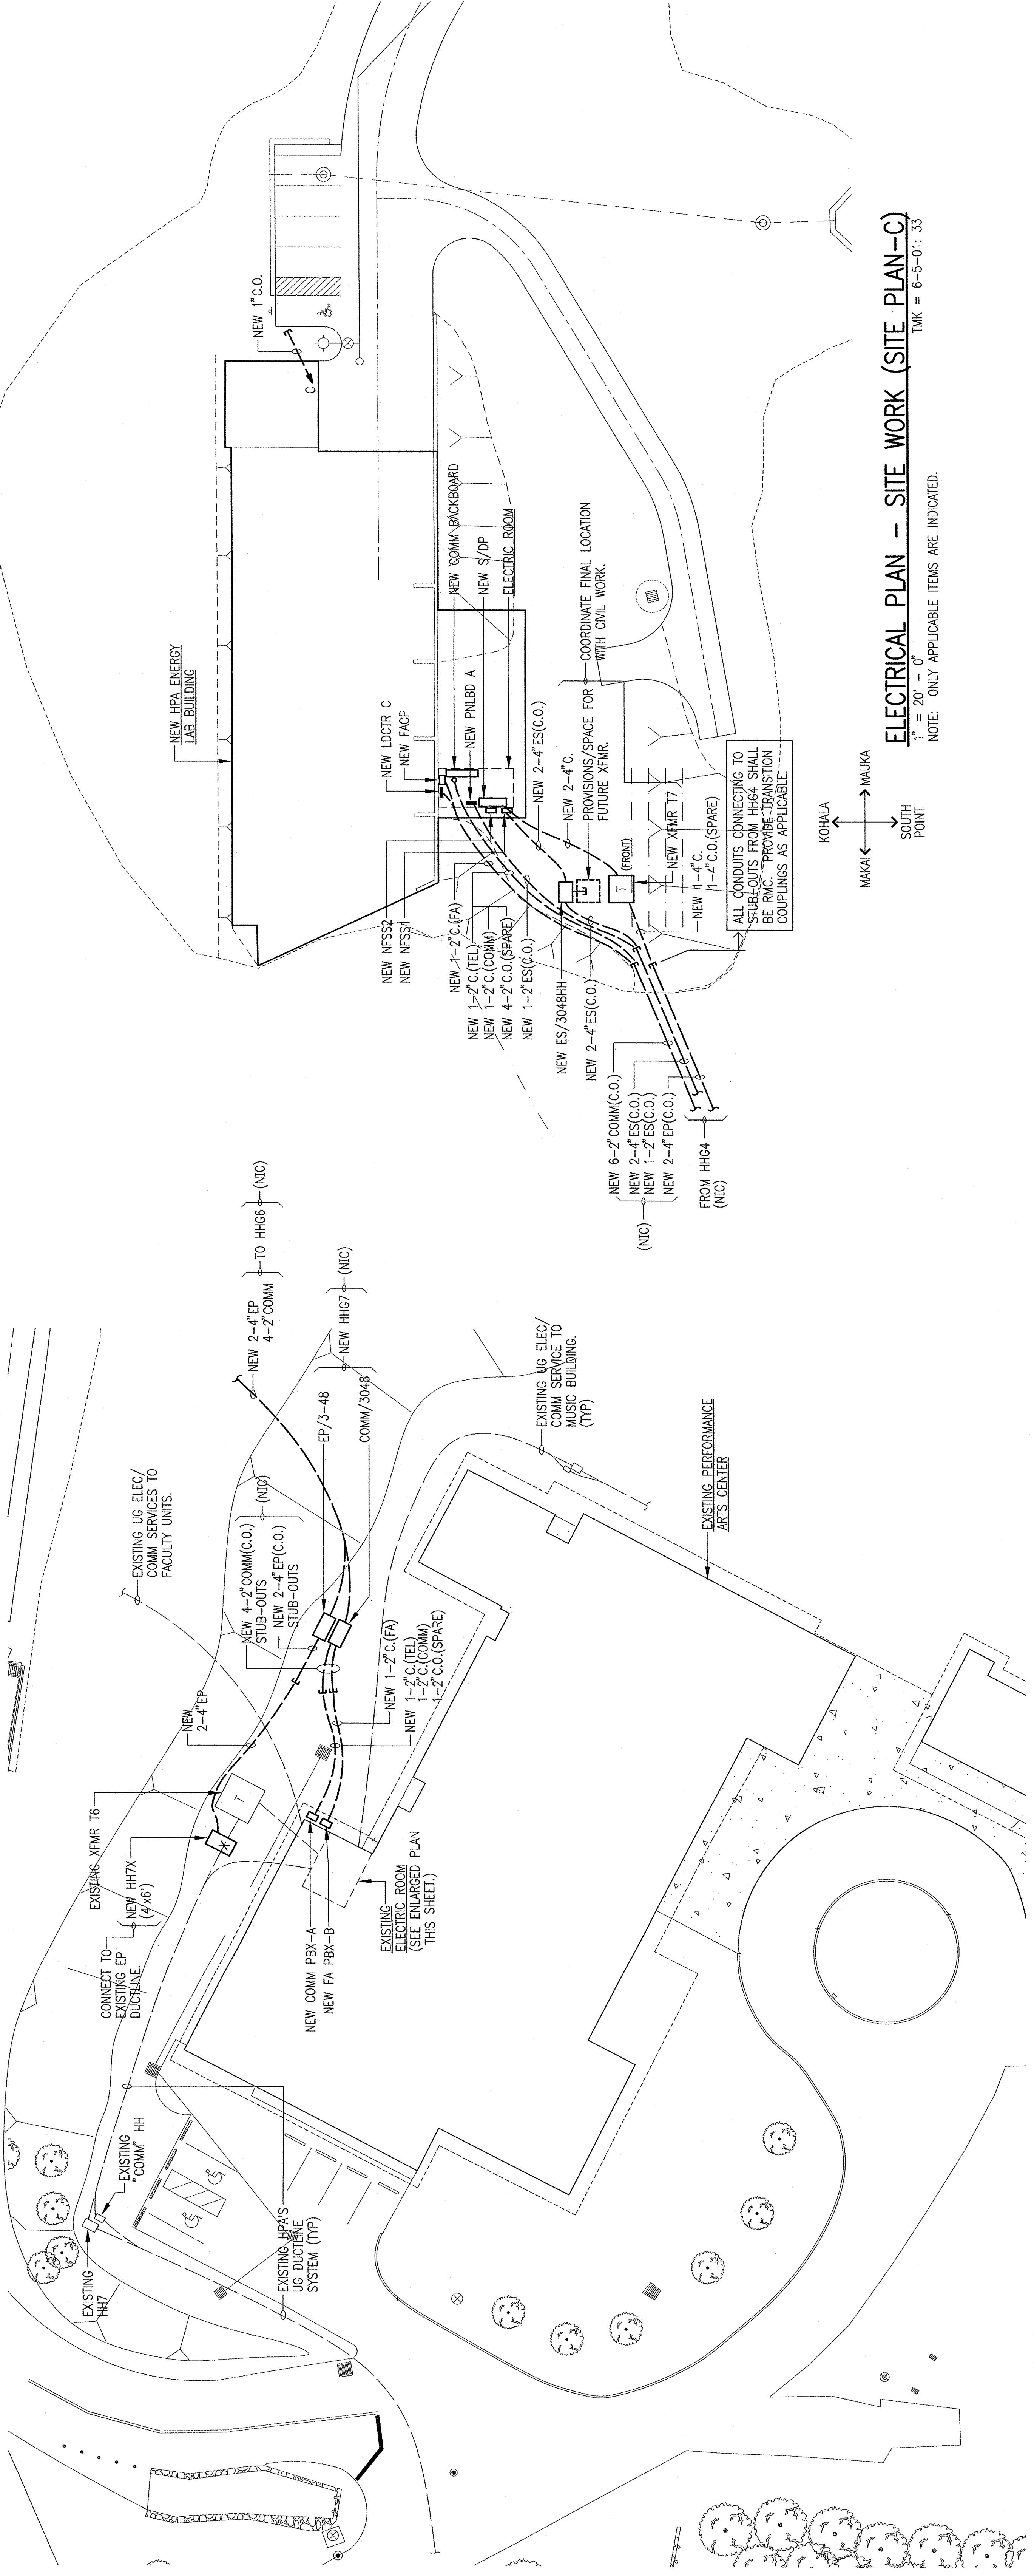 EXISTING UG ELEC/
COMM SERVICES TO
FACULTY UNITS.
NEW 2-4"EP
4-2"COMM
TO HHG6
(NIC)
NEW HHG7
(NIC)
EP/3-48
COMM/3048
NEW 4-2"COMM(C.O.)
STUB-OUTS
NEW 2-4"EP(C.O.)
STUB-OUTS
(NIC)
NEW
2-4"EP
EXISTING XFMR T6
NEW HH7X
(4'x6')
CONNECT TO
EXISTING EP
DUCTLINE.
T
NEW 1-2"C.(FA)
NEW 1-2"C.(TEL)
1-2"C.(COMM)
1-2"C.O.(SPARE)
NEW COMM PBX-A
NEW FA PBX-B
EXISTING
ELECTRIC ROOM
(SEE ENLARGED PLAN
THIS SHEET.)
EXISTING UG ELEC/
COMM SERVICE TO
MUSIC BUILDING.
(TYP)
EXISTING PERFORMANCE
ARTS CENTER
EXISTING
"COMM" HH
EXISTING
HH7
EXISTING HPA'S
UG DUCTLINE
SYSTEM (TYP)
NEW HPA ENERGY
LAB BUILDING
NEW 1"C.O.
C
NEW LDCTR C
NEW FACP
NEW COMM BACKBOARD
NEW S/DP
ELECTRIC ROOM
NEW PNLBD A
NEW NFSS2
NEW NFSS1
NEW 1-2"C.(FA)
NEW 1-2"C.(TEL)
NEW 1-2"C.(COMM)
NEW 4-2"C.O.(SPARE)
NEW 1-2"ES(C.O.)
NEW ES/3048HH
NEW 2-4"ES(C.O.)
NEW 2-4"ES(C.O.)
NEW 2-4"C.
PROVISIONS/SPACE FOR
FUTURE XFMR.
COORDINATE FINAL LOCATION
WITH CIVIL WORK.
T
(FRONT)
NEW XFMR T7
NEW 1-4"C.
1-4"C.O.(SPARE)
NEW 6-2"COMM(C.O.)
NEW 2-4"ES(C.O.)
NEW 1-2"ES(C.O.)
NEW 2-4"EP(C.O.)
(NIC)
FROM HHG4
(NIC)
ALL CONDUITS CONNECTING TO
STUB-OUTS FROM HHG4 SHALL
BE RMC. PROVIDE TRANSITION
COUPLINGS AS APPLICABLE.
KOHALA
MAKAI
MAUKA
SOUTH
POINT
ELECTRICAL PLAN - SITE WORK (SITE PLAN-C)
1" = 20' - 0"
TMK = 6-5-01: 33
NOTE: ONLY APPLICABLE ITEMS ARE INDICATED.